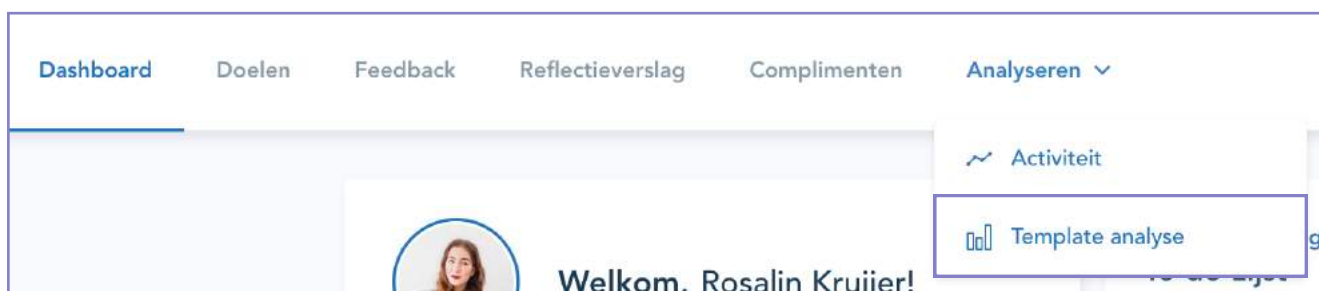 Dashboard Doelen Feedback Reflectieverslag Complimenten Analyseren
Activiteit
Template analyse
Welkom, Rosalin Kruijer!